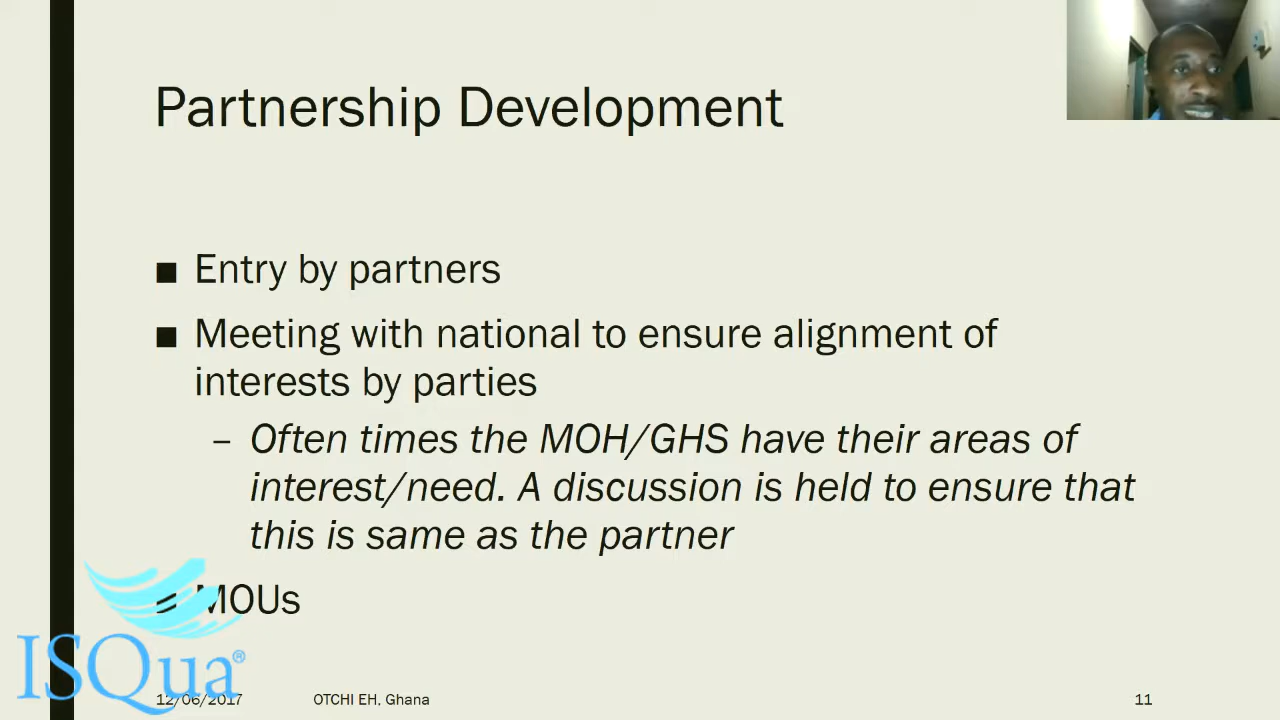 Partnership Development
■ Entry by partners
■ Meeting with national to ensure alignment of
interests by parties
– Often times the MOH/GHS have their areas of
interest/need. A discussion is held to ensure that
this is same as the partner
■ MOUs
ISQua®
12/06/2017 OTCHI EH, Ghana 11